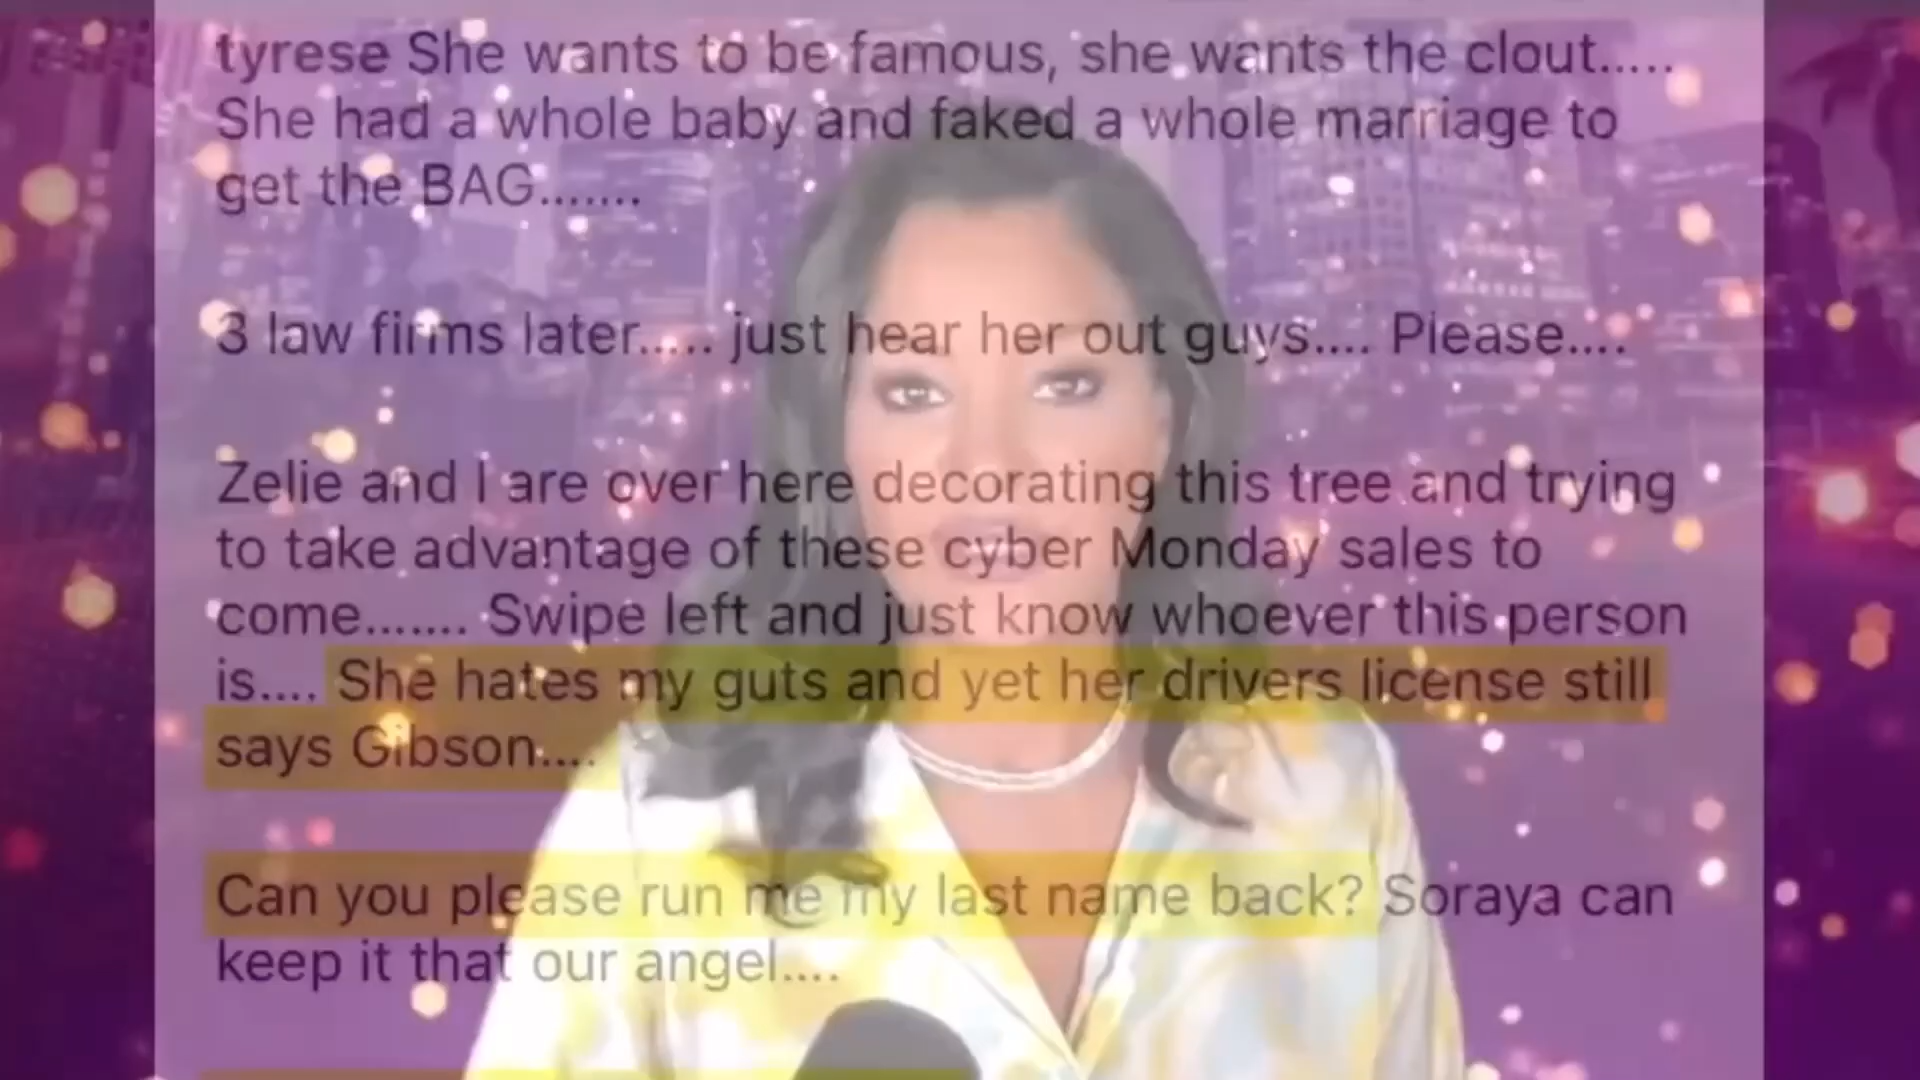 tyrese She wants to be famous, she wants the clout.....
She had a whole baby and faked a whole marriage to
get the BAG.......
3 law firms later..... just hear her out guys.... Please....
Zelie and I are over here decorating this tree and trying
to take advantage of these cyber Monday sales to
come....... Swipe left and just know whoever this person
is.... She hates my guts and yet her drivers license still
says Gibson....
Can you please run me my last name back? Soraya can
keep it that our angel....